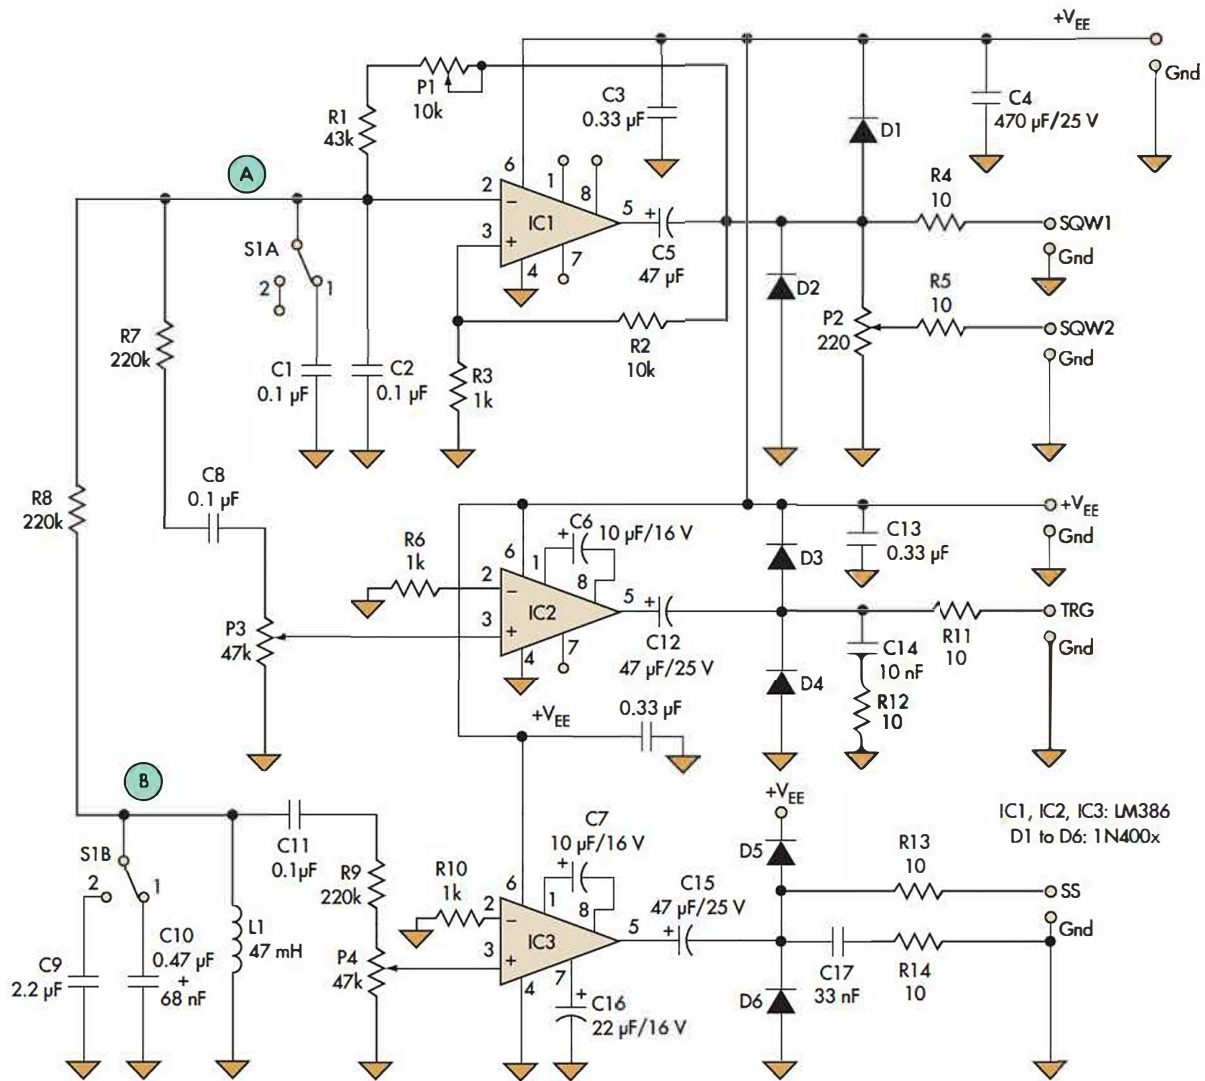 +VEE
Gnd
P1
10k
C3
0.33 µF
C4
470 µF/25 V
R1
43k
D1
A
6
1
8
2
−
IC1
5
+
3
+
7
4
C5
47 µF
R4
10
SQW1
Gnd
S1A
2
1
D2
R5
10
P2
220
SQW2
Gnd
R7
220k
R2
10k
C1
0.1 µF
C2
0.1 µF
R3
1k
C8
0.1 µF
R8
220k
+VEE
Gnd
C6
+
10 µF/16 V
C13
0.33 µF
R6
1k
6
1
8
D3
2
−
IC2
5
+
3
+
7
4
C12
47 µF/25 V
TRG
R11
10
Gnd
P3
47k
C14
10 nF
D4
R12
10
+VEE
0.33 µF
B
+VEE
IC1, IC2, IC3: LM386
D1 to D6: 1N400x
C11
0.1µF
C7
10 µF/16 V
+
S1B
2
1
R9
220k
R10
1k
6
1
8
D5
R13
10
C15
47 µF/25 V
SS
2
−
IC3
5
+
3
+
7
4
Gnd
C10
0.47 µF
+
68 nF
L1
47 mH
C9
2.2 µF
P4
47k
C17
33 nF
R14
10
D6
+
C16
22 µF/16 V